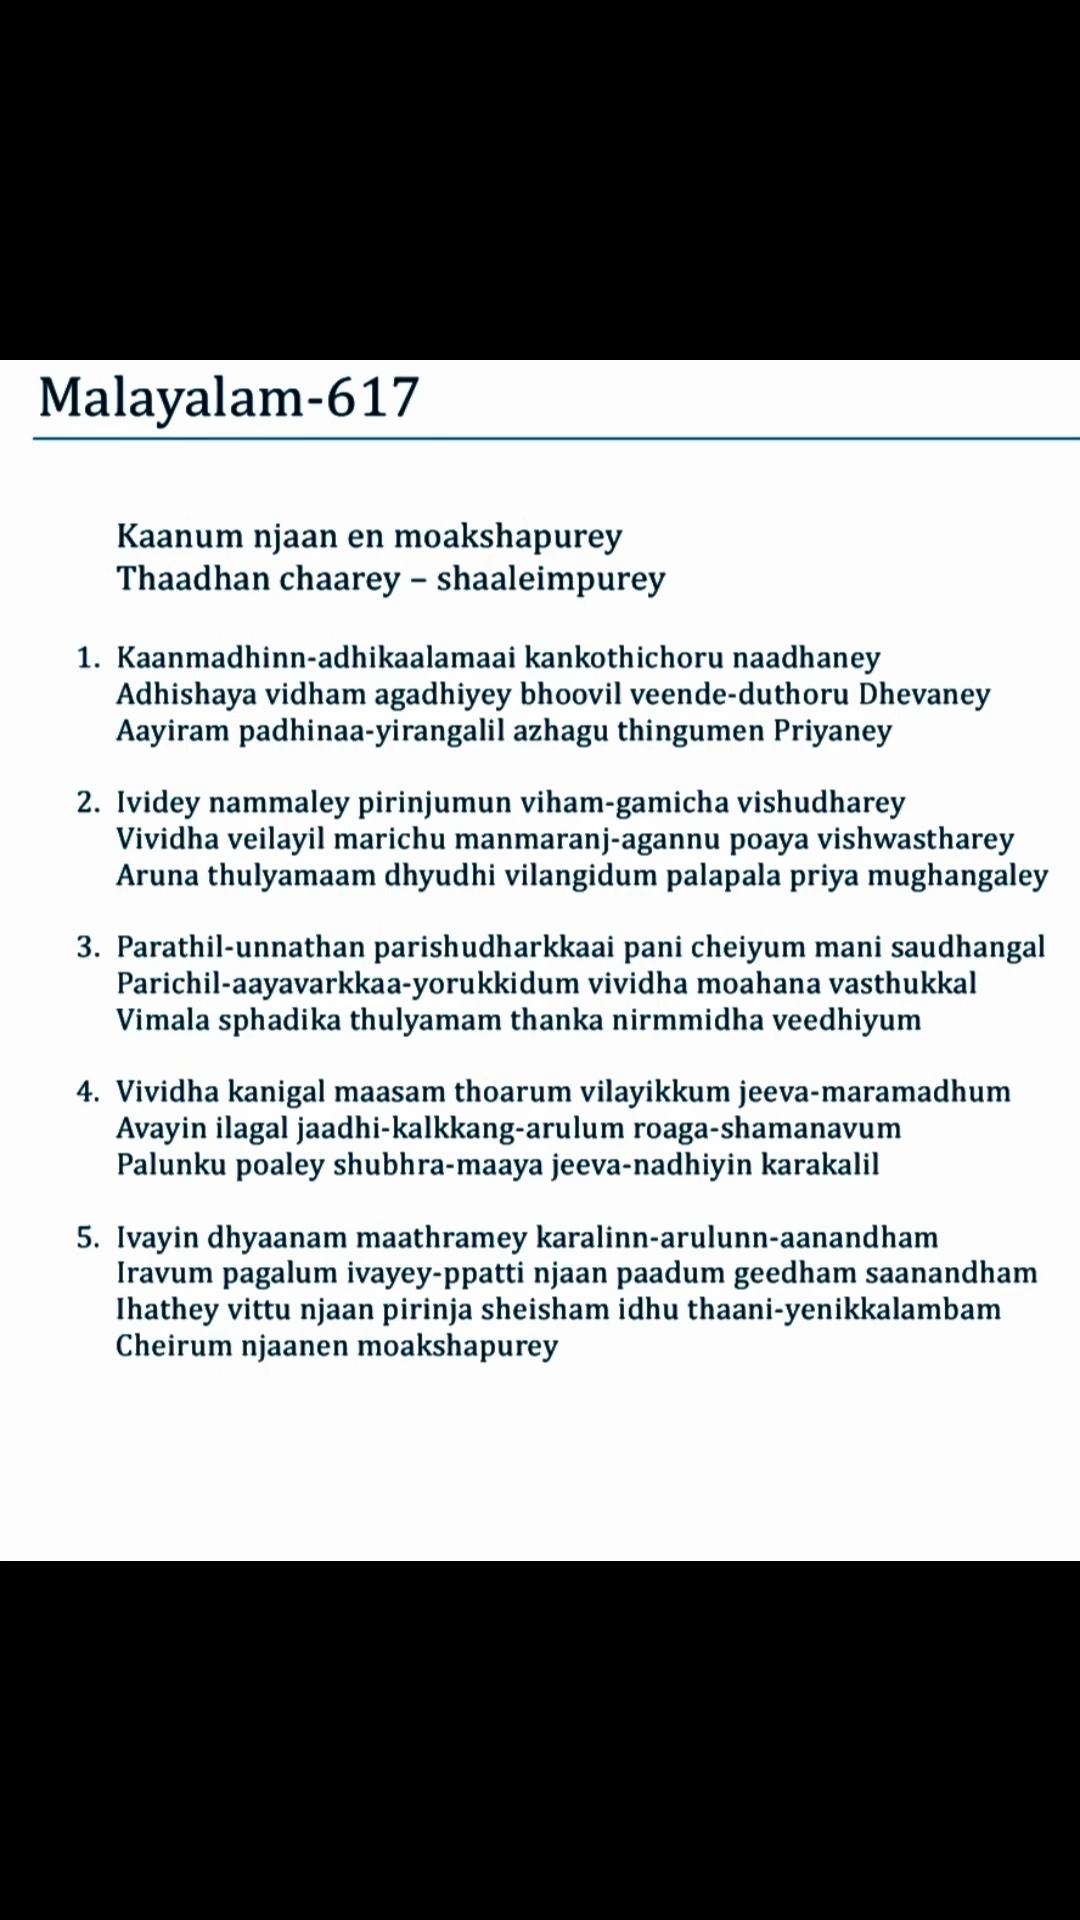 Malayalam-617
Kaanum njaan en moakshapurey
Thaadhan chaarey – shaaleimpurey
1. Kaanmadhinn-adhikaalamaai kankothichoru naadhaney
Adhishaya vidham agadhiyey bhoovil veende-duthoru Dhevaney
Aayiram padhinaa-yirangalil azhagu thingumen Priyaney
2. Ividey nammaley pirinjumun viham-gamicha vishudharey
Vividha veilayil marichu manmaranj-agannu poaya vishwastharey
Aruna thulyamaam dhyudhi vilangidum palapala priya mughangaley
3. Parathil-unnathan parishudharkkaai pani cheiyum mani saudhangal
Parichil-aayavarkkaa-yorukkidum vividha moahana vasthukkal
Vimala sphadika thulyamam thanka nirmmidha veedhiyum
4. Vividha kanigal maasam thoarum vilayikkum jeeva-maramadhum
Avayin ilagal jaadhi-kalkkang-arulum roaga-shamanavum
Palunku poaley shubhra-maaya jeeva-nadhiyin karakalil
5. Ivayin dhyaanam maathramey karalinn-arulunn-aanandham
Iravum pagalum ivayey-ppatti njaan paadum geedham saanandham
Ihathey vittu njaan pirinja sheisham idhu thaani-yenikkalambam
Cheirum njaanen moakshapurey